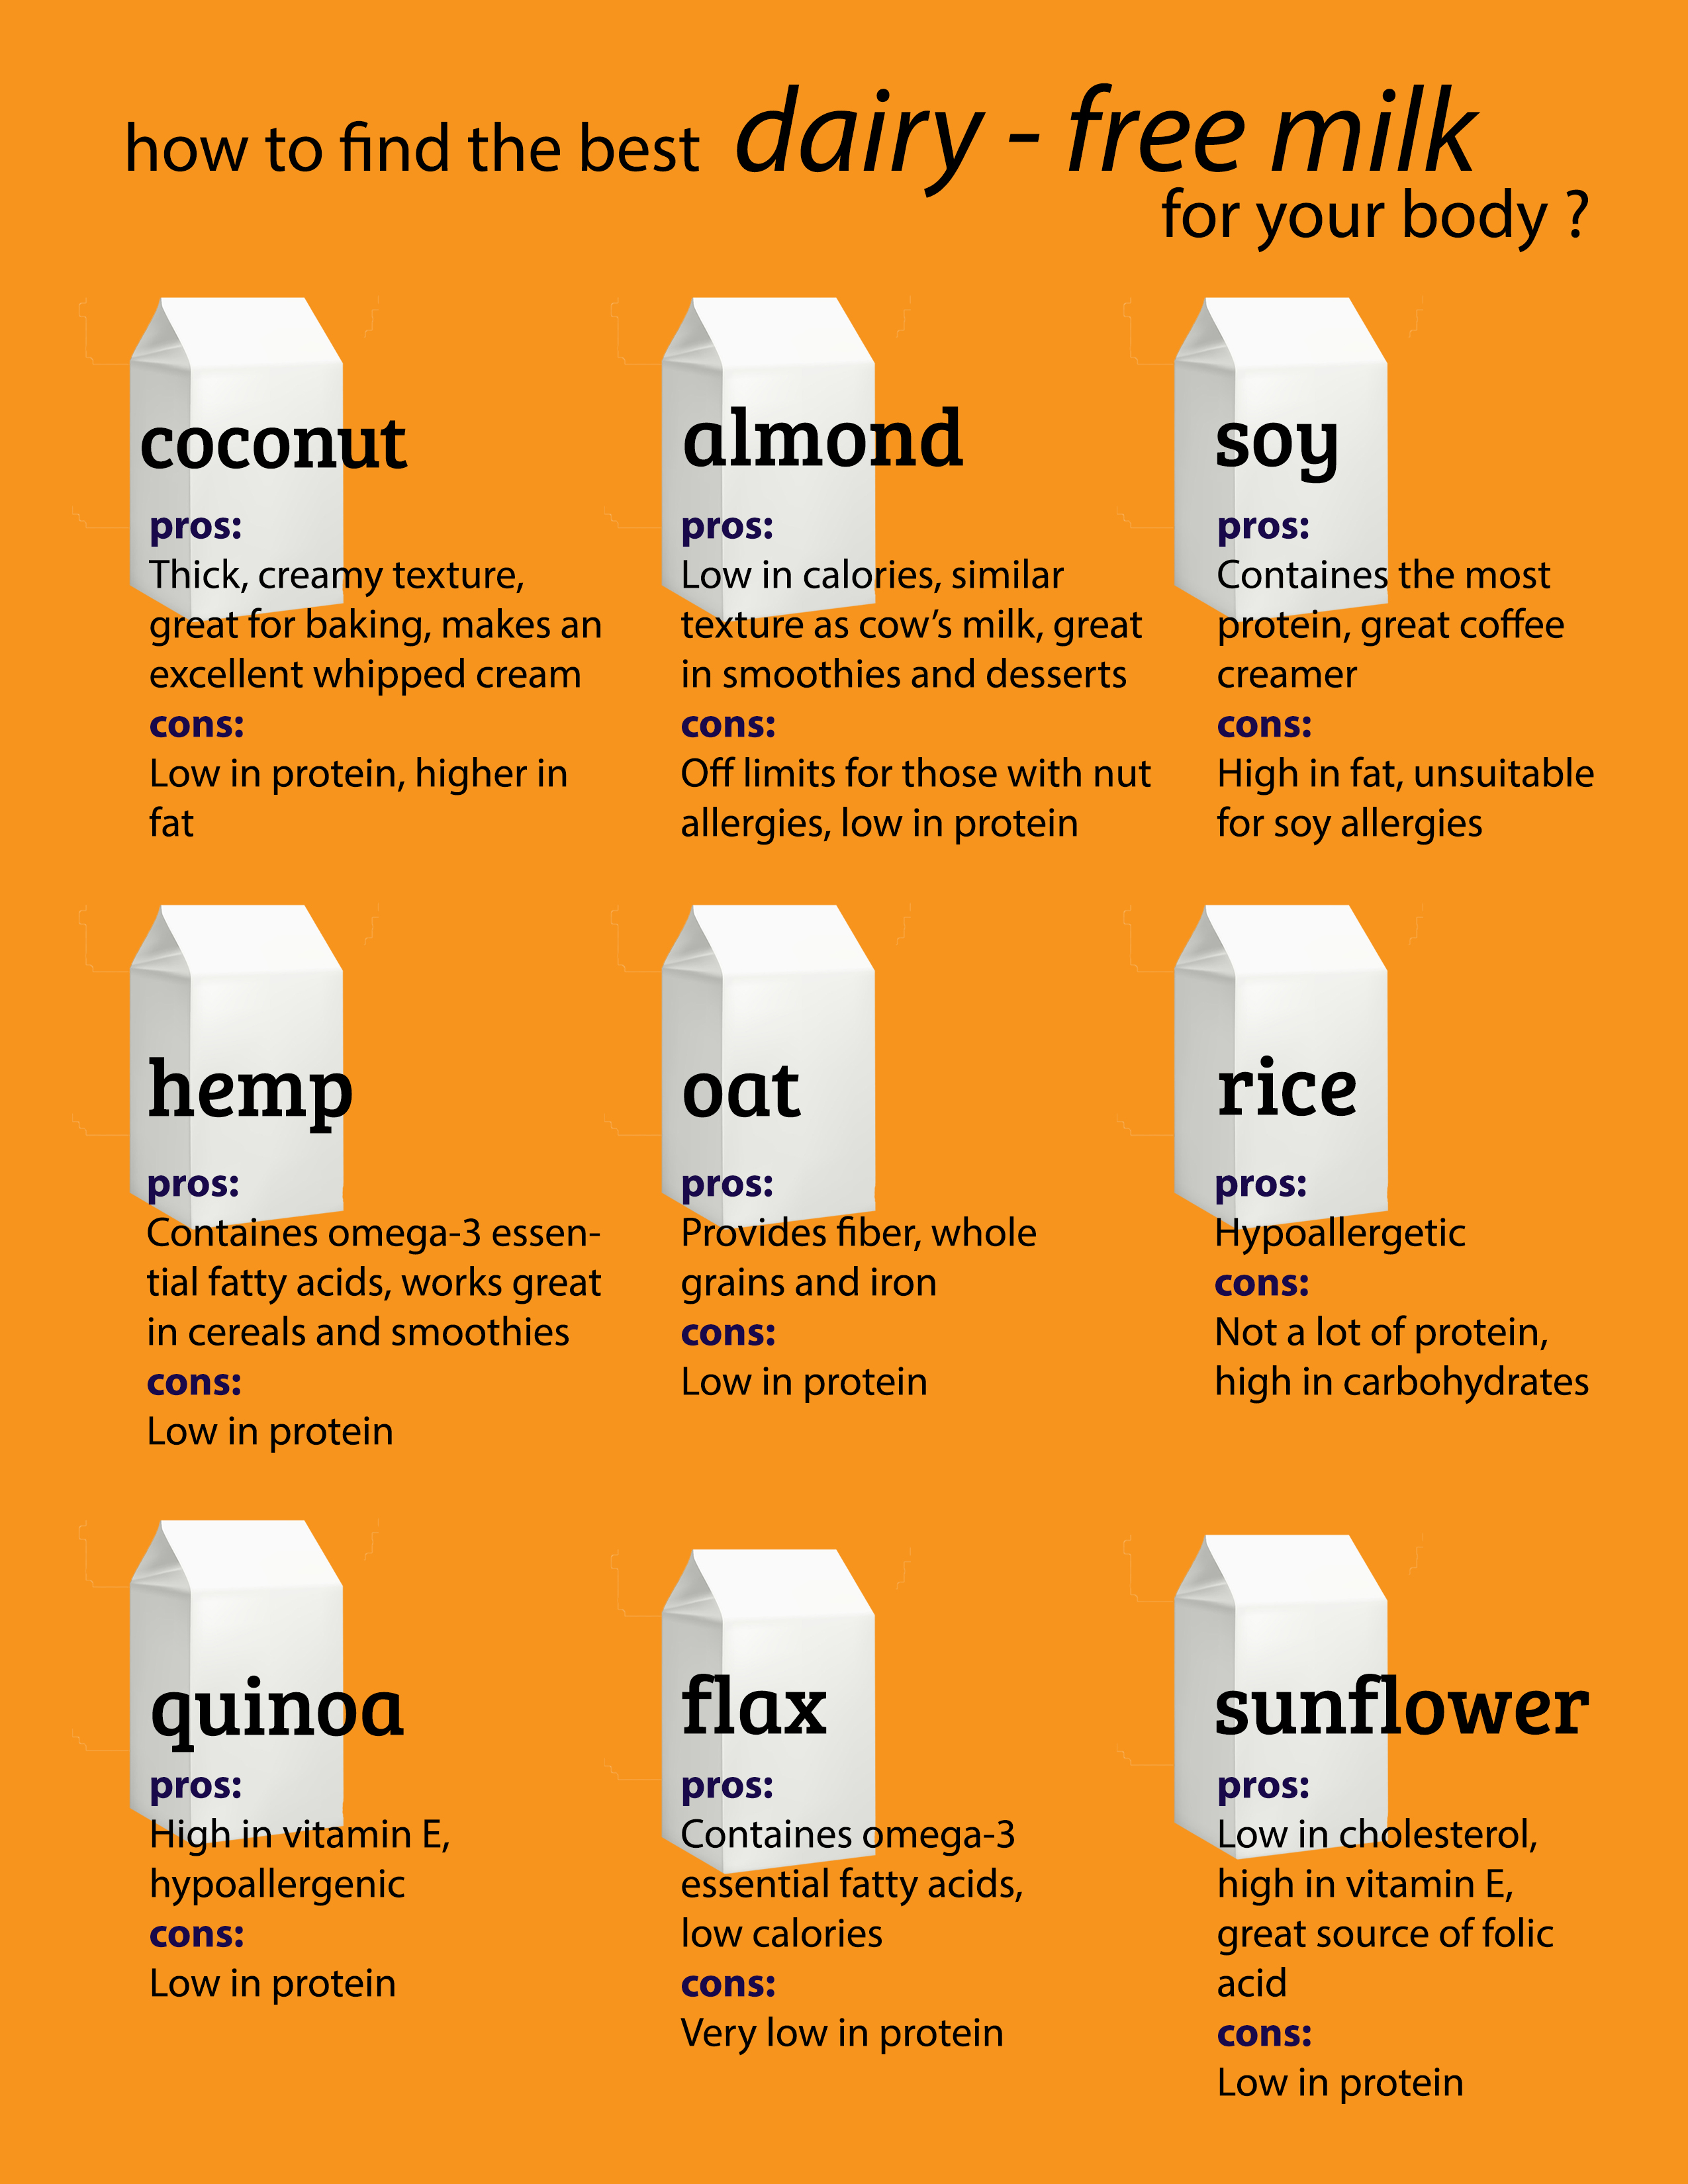 how to find the best dairy - free milk
for your body ?
coconut
pros:
Thick, creamy texture,
great for baking, makes an
excellent whipped cream
cons:
Low in protein, higher in
fat
almond
pros:
Low in calories, similar
texture as cow’s milk, great
in smoothies and desserts
cons:
Off limits for those with nut
allergies, low in protein
soy
pros:
Containes the most
protein, great coffee
creamer
cons:
High in fat, unsuitable
for soy allergies
hemp
pros:
Containes omega-3 essen-
tial fatty acids, works great
in cereals and smoothies
cons:
Low in protein
oat
pros:
Provides fiber, whole
grains and iron
cons:
Low in protein
rice
pros:
Hypoallergetic
cons:
Not a lot of protein,
high in carbohydrates
quinoa
pros:
High in vitamin E,
hypoallergenic
cons:
Low in protein
flax
pros:
Containes omega-3
essential fatty acids,
low calories
cons:
Very low in protein
sunflower
pros:
Low in cholesterol,
high in vitamin E,
great source of folic
acid
cons:
Low in protein